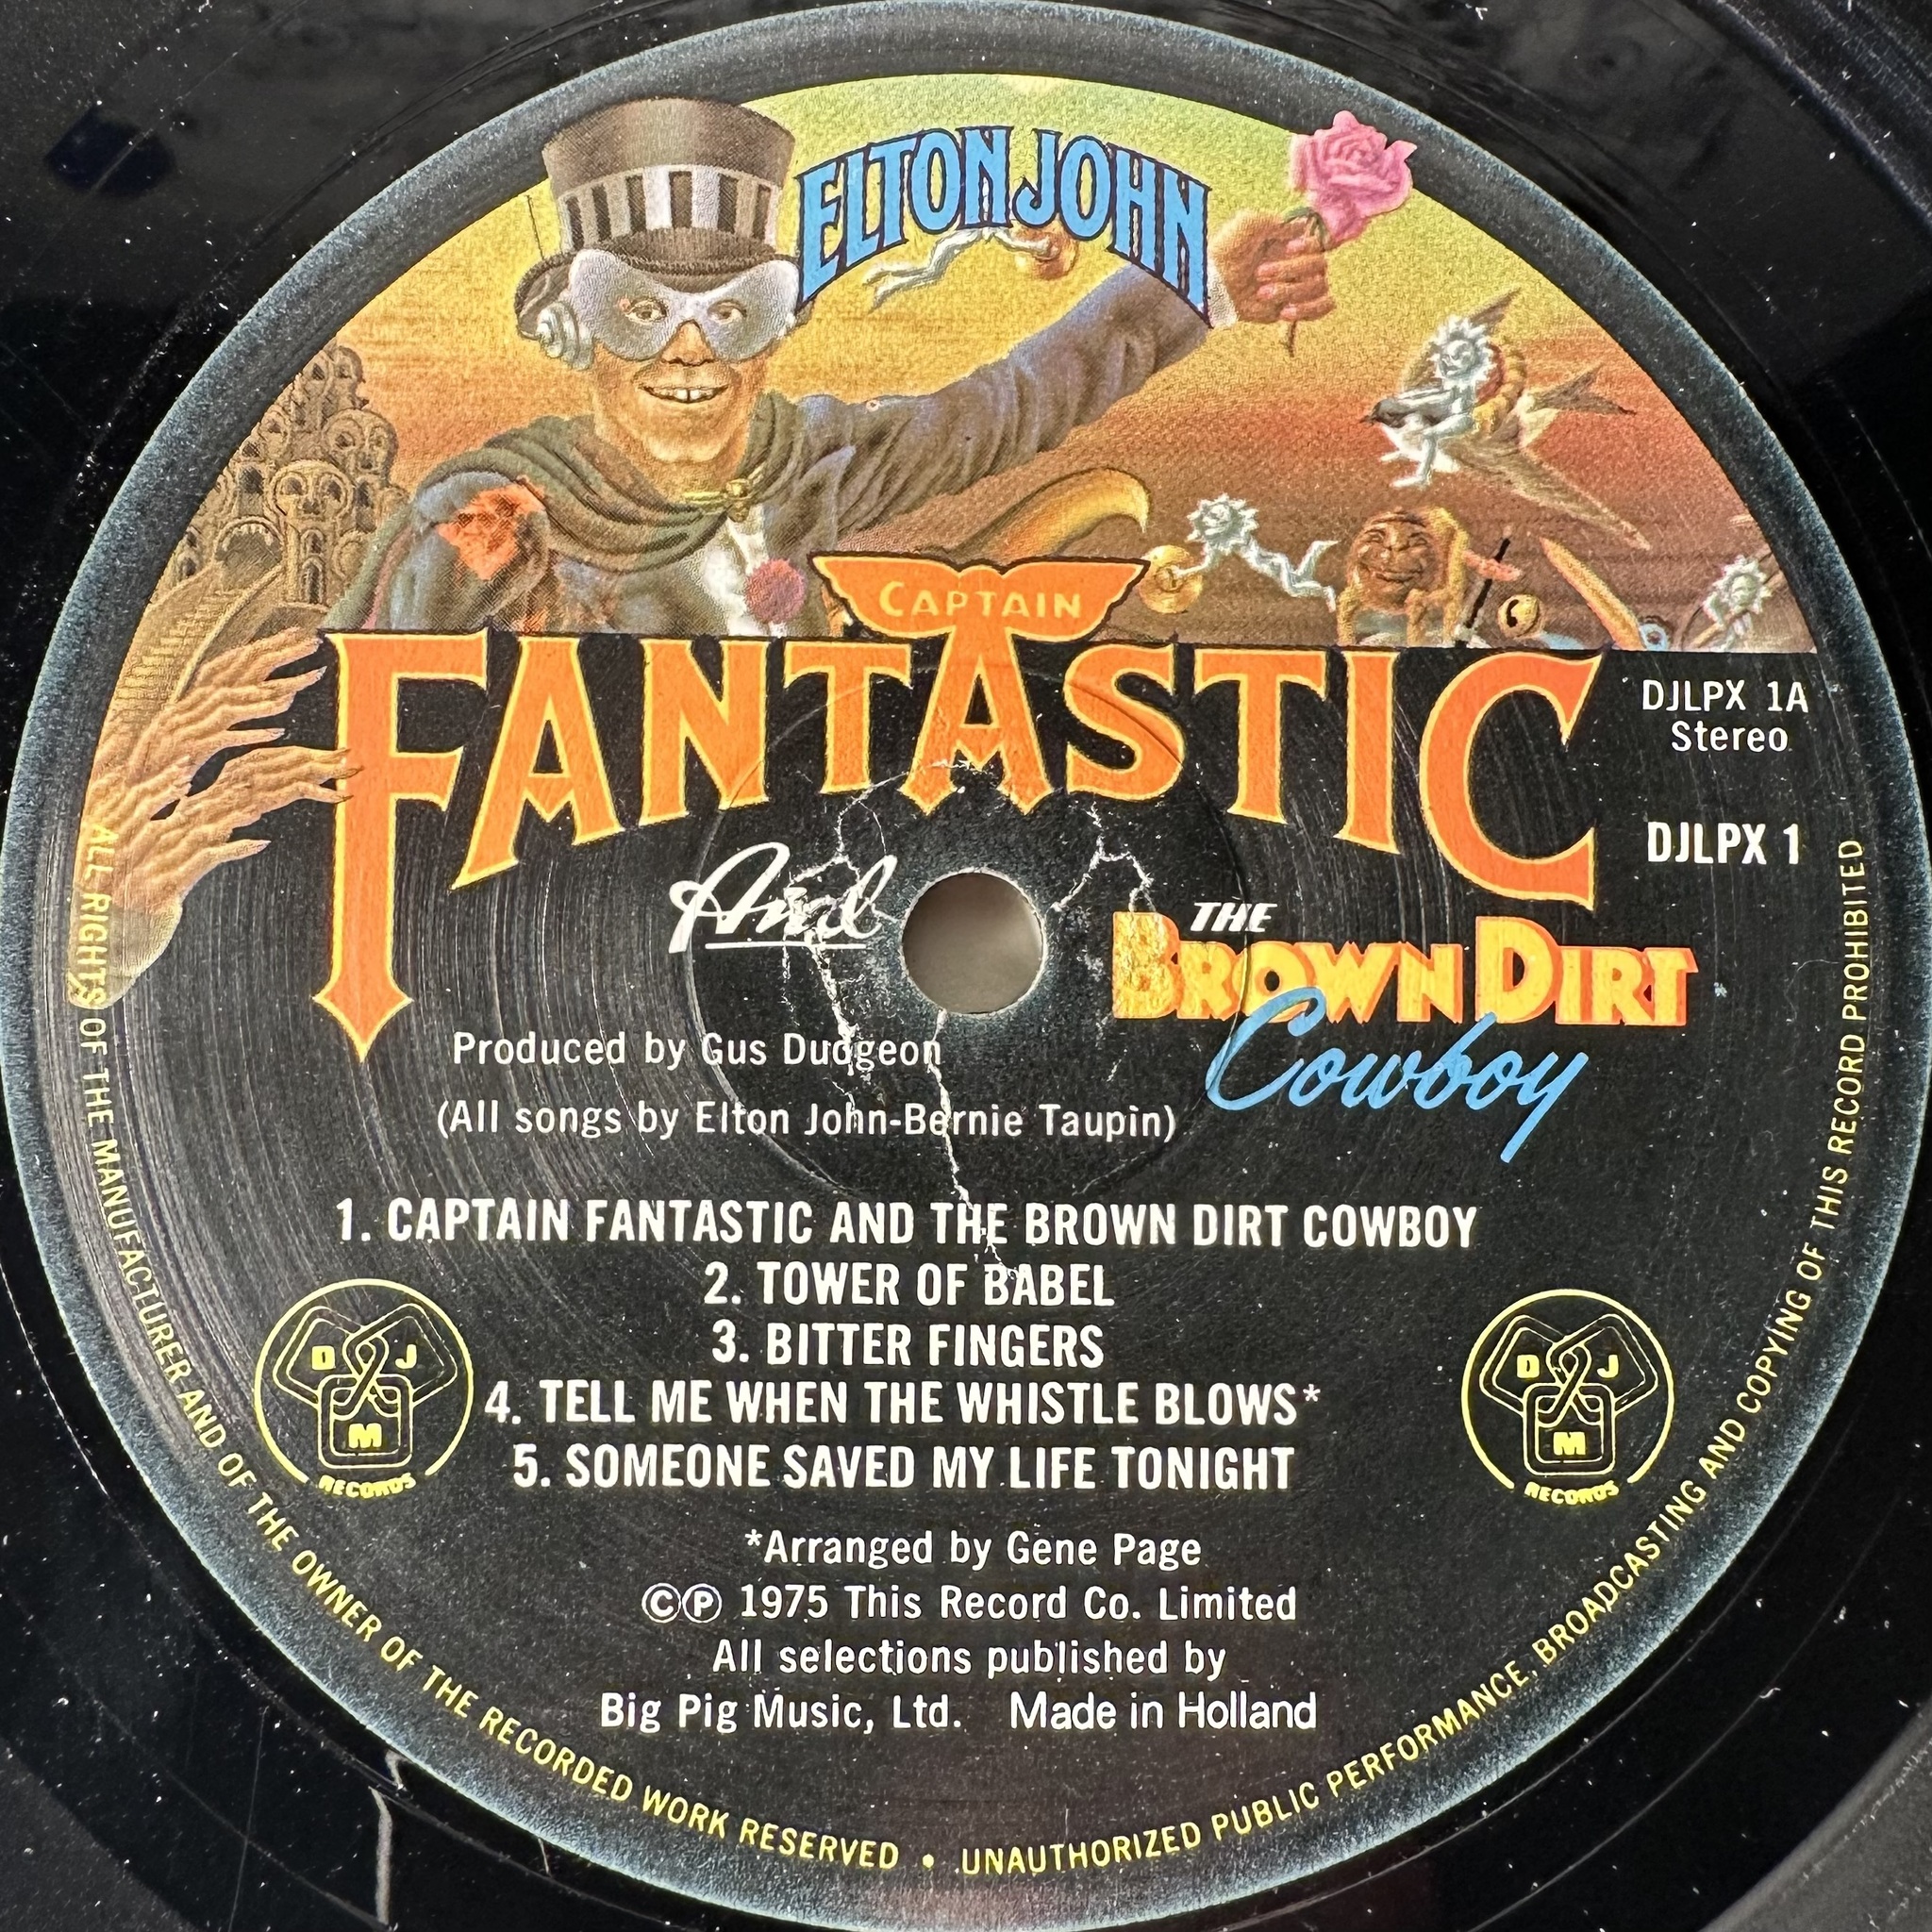 ELTON JOHN
CAPTAIN
FANTASTIC
And
THE
BROWN DIRT
Cowboy
DJLPX 1A
Stereo
DJLPX 1
Produced by Gus Dudgeon
(All songs by Elton John-Bernie Taupin)
1. CAPTAIN FANTASTIC AND THE BROWN DIRT COWBOY
2. TOWER OF BABEL
3. BITTER FINGERS
4. TELL ME WHEN THE WHISTLE BLOWS*
5. SOMEONE SAVED MY LIFE TONIGHT
D J
M
RECORDS
D J
M
RECORDS
*Arranged by Gene Page
©℗ 1975 This Record Co. Limited
All selections published by
Big Pig Music, Ltd. Made in Holland
ALL RIGHTS OF THE MANUFACTURER AND OF THE OWNER OF THE RECORDED WORK RESERVED • UNAUTHORIZED PUBLIC PERFORMANCE, BROADCASTING AND COPYING OF THIS RECORD PROHIBITED